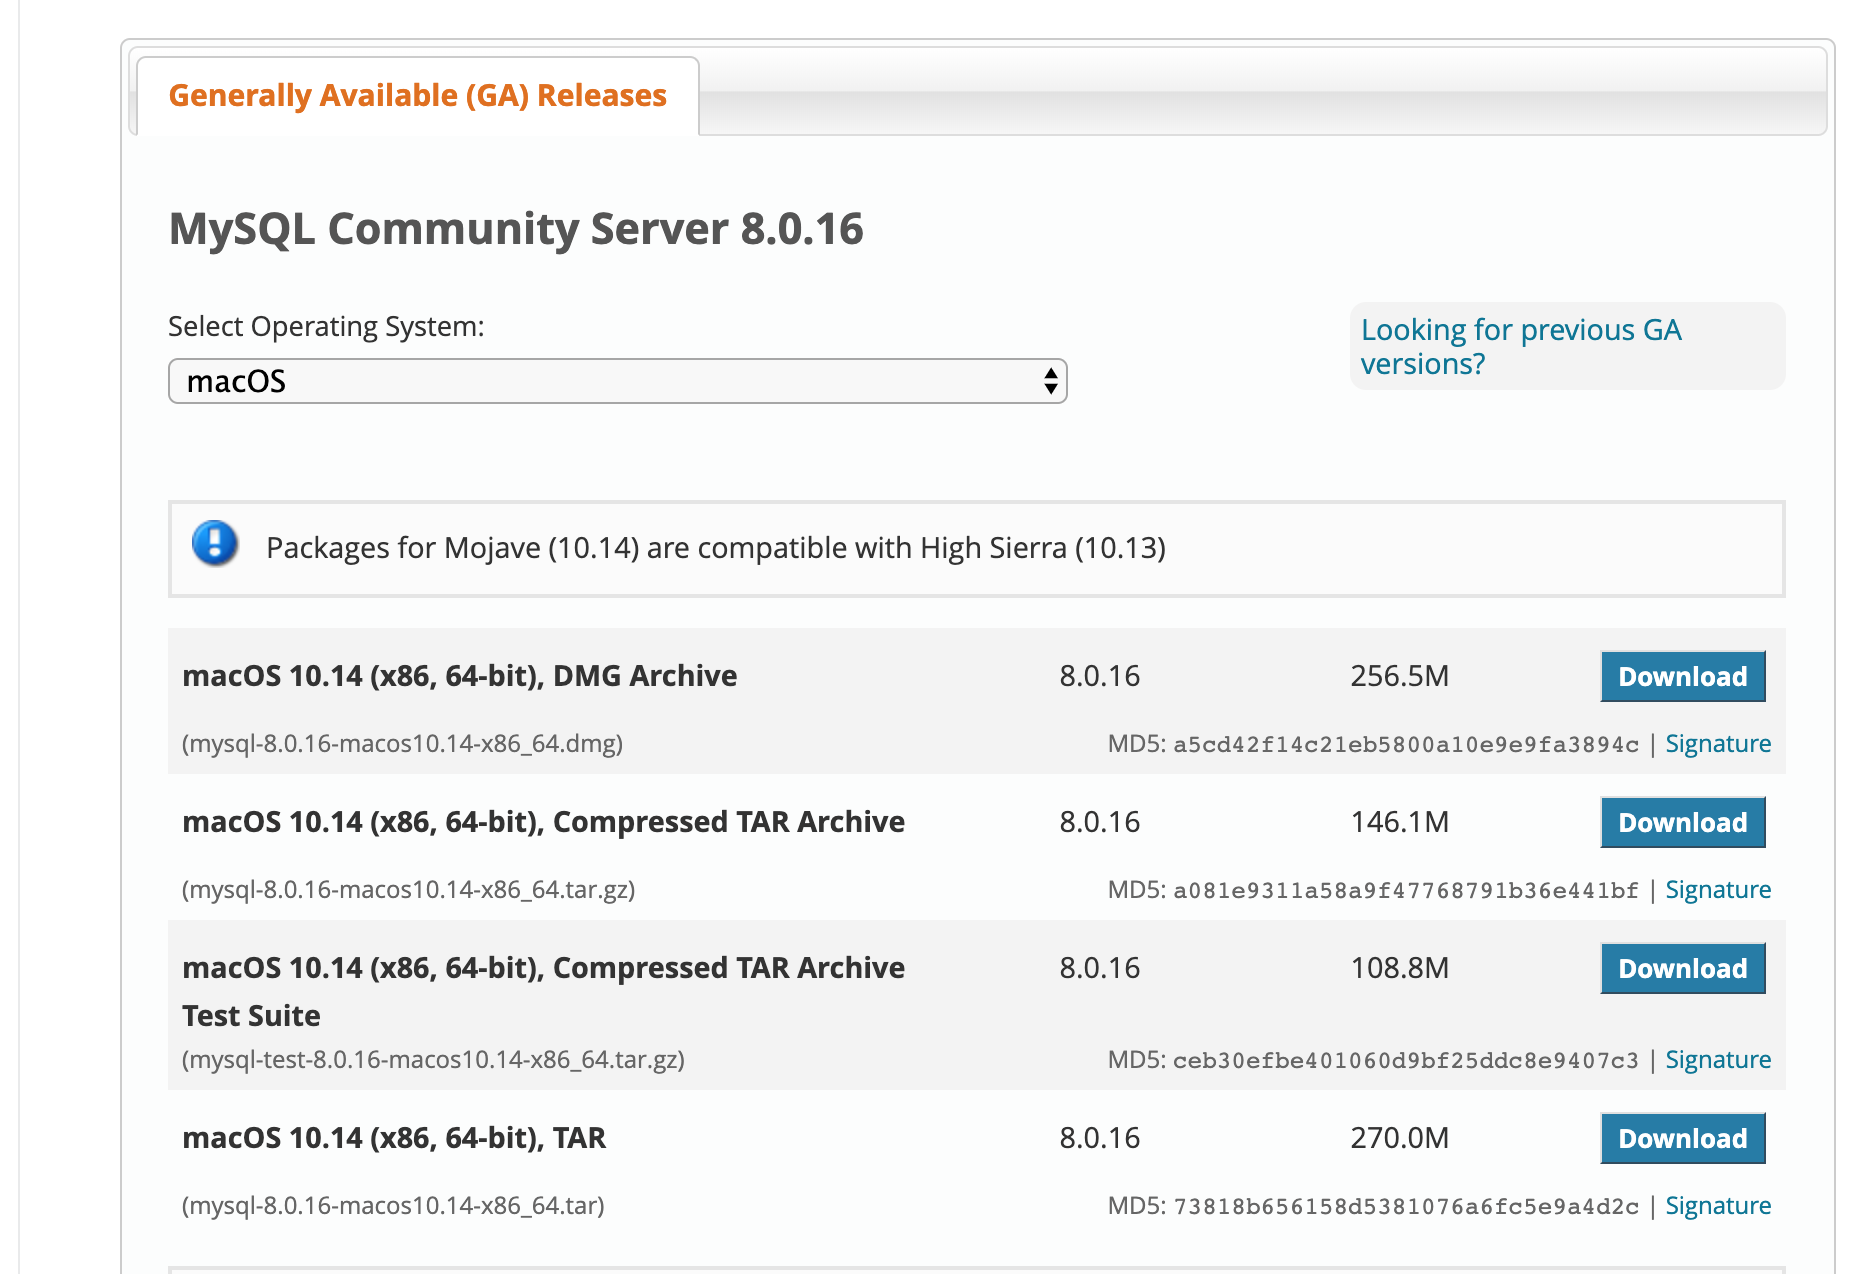 Generally Available (GA) Releases
MySQL Community Server 8.0.16
Select Operating System:
macOS
Looking for previous GA
versions?
Packages for Mojave (10.14) are compatible with High Sierra (10.13)
macOS 10.14 (x86, 64-bit), DMG Archive 8.0.16 256.5M Download
(mysql-8.0.16-macos10.14-x86_64.dmg) MD5: a5cd42f14c21eb5800a10e9e9fa3894c | Signature
macOS 10.14 (x86, 64-bit), Compressed TAR Archive 8.0.16 146.1M Download
(mysql-8.0.16-macos10.14-x86_64.tar.gz) MD5: a081e9311a58a9f47768791b36e441bf | Signature
macOS 10.14 (x86, 64-bit), Compressed TAR Archive 8.0.16 108.8M Download
Test Suite
(mysql-test-8.0.16-macos10.14-x86_64.tar.gz) MD5: ceb30efbe401060d9bf25ddc8e9407c3 | Signature
macOS 10.14 (x86, 64-bit), TAR 8.0.16 270.0M Download
(mysql-8.0.16-macos10.14-x86_64.tar) MD5: 73818b656158d5381076a6fc5e9a4d2c | Signature